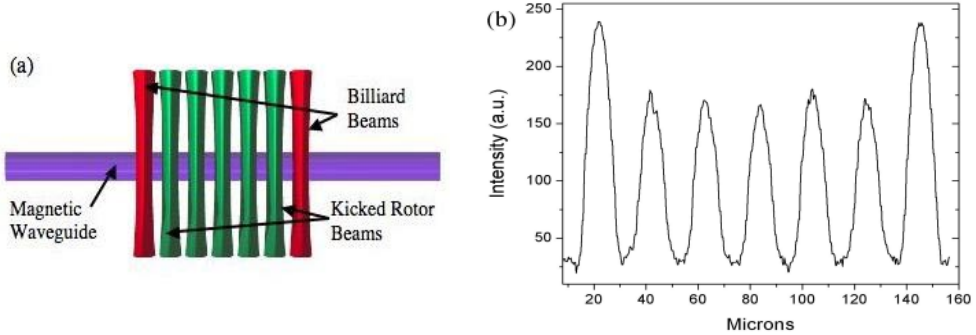 (a)
Billiard
Beams
Magnetic
Waveguide
Kicked Rotor
Beams
(b)
Intensity (a.u.)
250
200
150
100
50
20 40 60 80 100 120 140 160
Microns